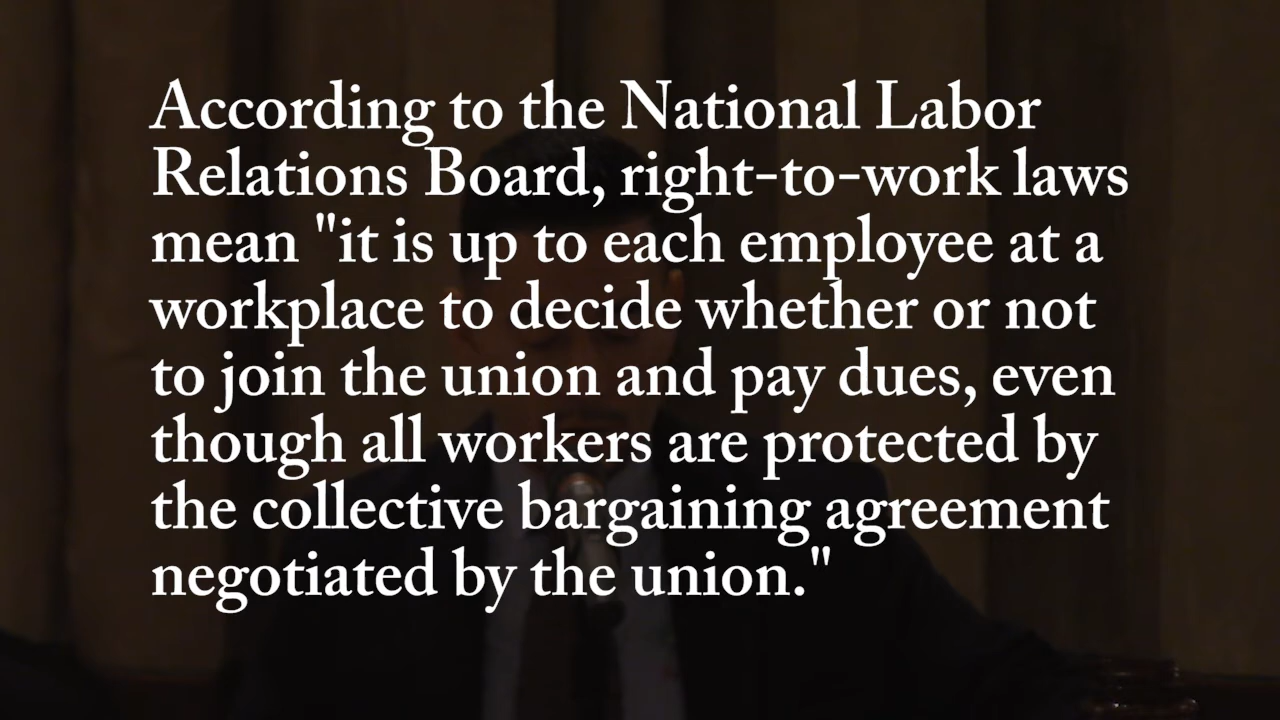 According to the National Labor
Relations Board, right-to-work laws
mean "it is up to each employee at a
workplace to decide whether or not
to join the union and pay dues, even
though all workers are protected by
the collective bargaining agreement
negotiated by the union."